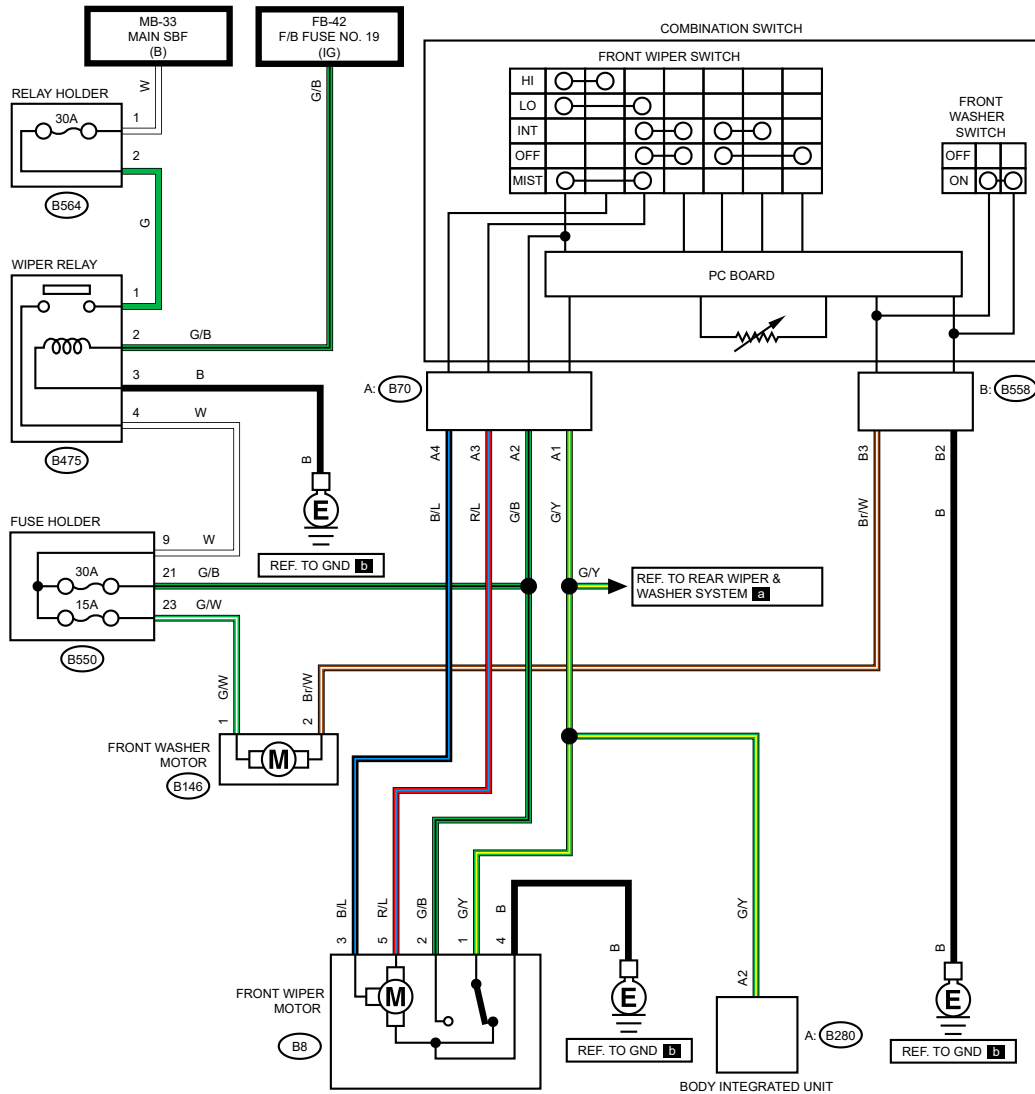 MB-33
MAIN SBF
(B)
FB-42
F/B FUSE NO. 19
(IG)
COMBINATION SWITCH
FRONT WIPER SWITCH
HI
LO
INT
OFF
MIST
FRONT
WASHER
SWITCH
OFF
ON
PC BOARD
W
G/B
RELAY HOLDER
30A
1
2
B564
G
WIPER RELAY
1
2
G/B
3
B
4
W
B475
B
E
REF. TO GND b
A: B70
B: B558
A4
A3
A2
A1
B3
B2
B/L
R/L
G/B
G/Y
Br/W
B
FUSE HOLDER
9
W
30A
21
G/B
15A
23
G/W
B550
G/Y
REF. TO REAR WIPER &
WASHER SYSTEM a
G/W
Br/W
1
2
FRONT WASHER
MOTOR
M
B146
B/L
R/L
G/B
G/Y
B
3
5
2
1
4
FRONT WIPER
MOTOR
M
B8
B
E
REF. TO GND b
G/Y
A2
A: B280
BODY INTEGRATED UNIT
B
E
REF. TO GND b